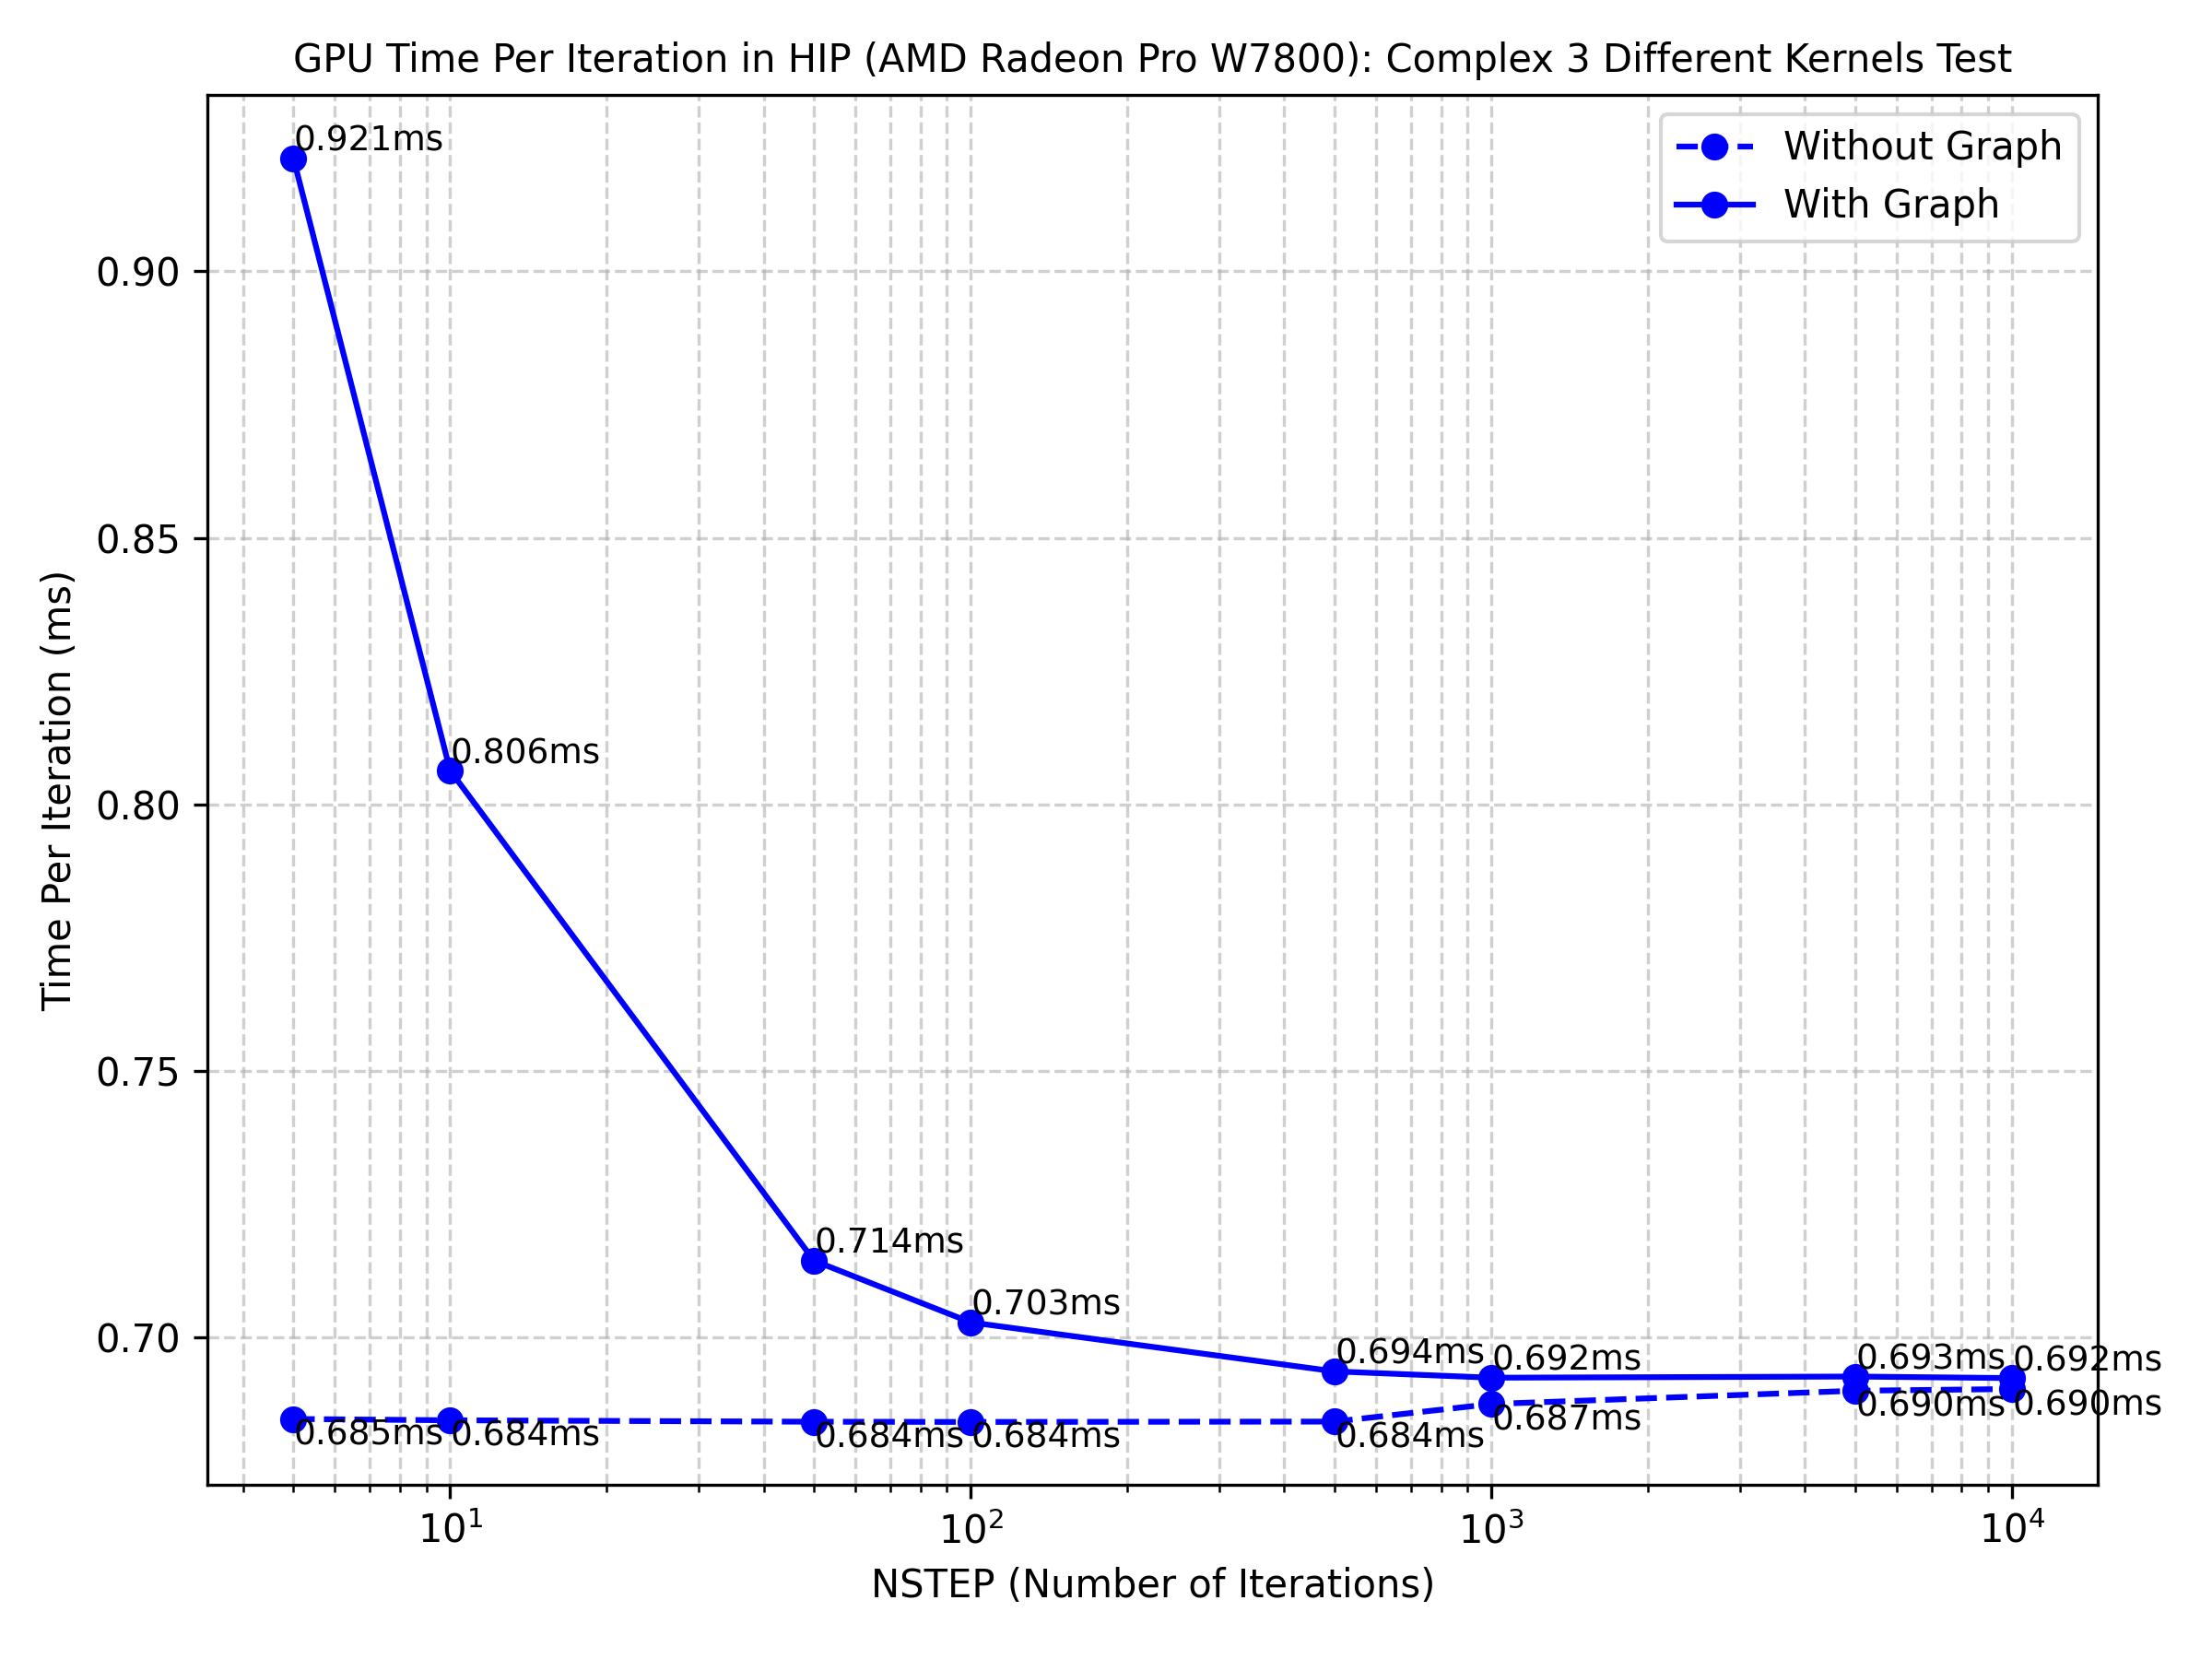 GPU Time Per Iteration in HIP (AMD Radeon Pro W7800): Complex 3 Different Kernels Test
Without Graph
With Graph
Time Per Iteration (ms)
0.90
0.85
0.80
0.75
0.70
0.921ms
0.806ms
0.714ms
0.703ms
0.694ms
0.692ms
0.693ms
0.692ms
0.685ms
0.684ms
0.684ms
0.684ms
0.684ms
0.687ms
0.690ms
0.690ms
10¹
10²
10³
10⁴
NSTEP (Number of Iterations)